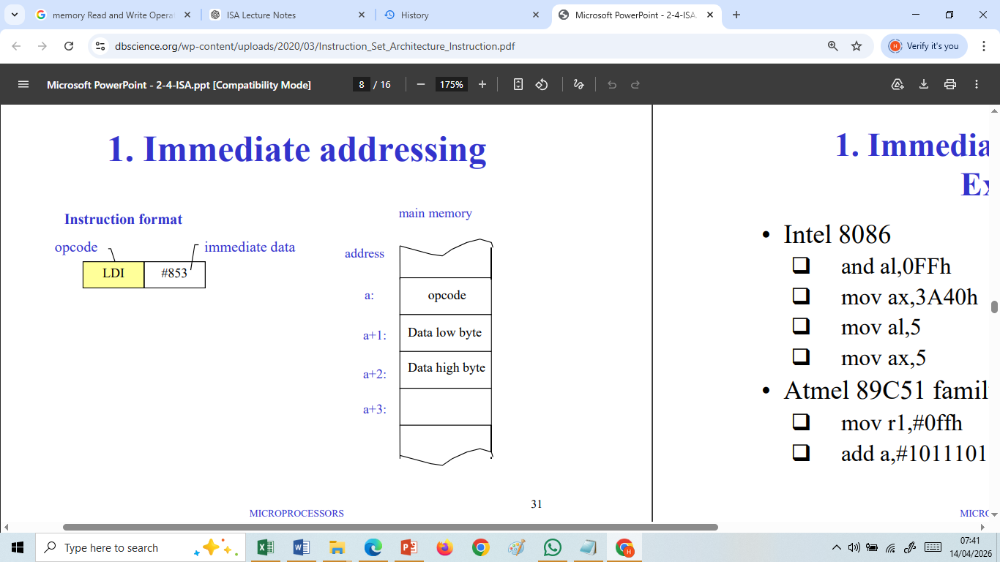 memory Read and Write Opera
ISA Lecture Notes
History
Microsoft PowerPoint - 2-4-ISA.
dbscience.org/wp-content/uploads/2020/03/Instruction_Set_Architecture_Instruction.pdf
Verify it's you
H
Microsoft PowerPoint - 2-4-ISA.ppt [Compatibility Mode]
8 / 16
175%
1. Immediate addressing
Instruction format
opcode
immediate data
LDI
#853
main memory
address
a:
opcode
a+1:
Data low byte
a+2:
Data high byte
a+3:
31
MICROPROCESSORS
1. Immedia
Ex
• Intel 8086
and al,0FFh
mov ax,3A40h
mov al,5
mov ax,5
• Atmel 89C51 famil
mov r1,#0ffh
add a,#1011101
MICRO
Type here to search
07:41
14/04/2026